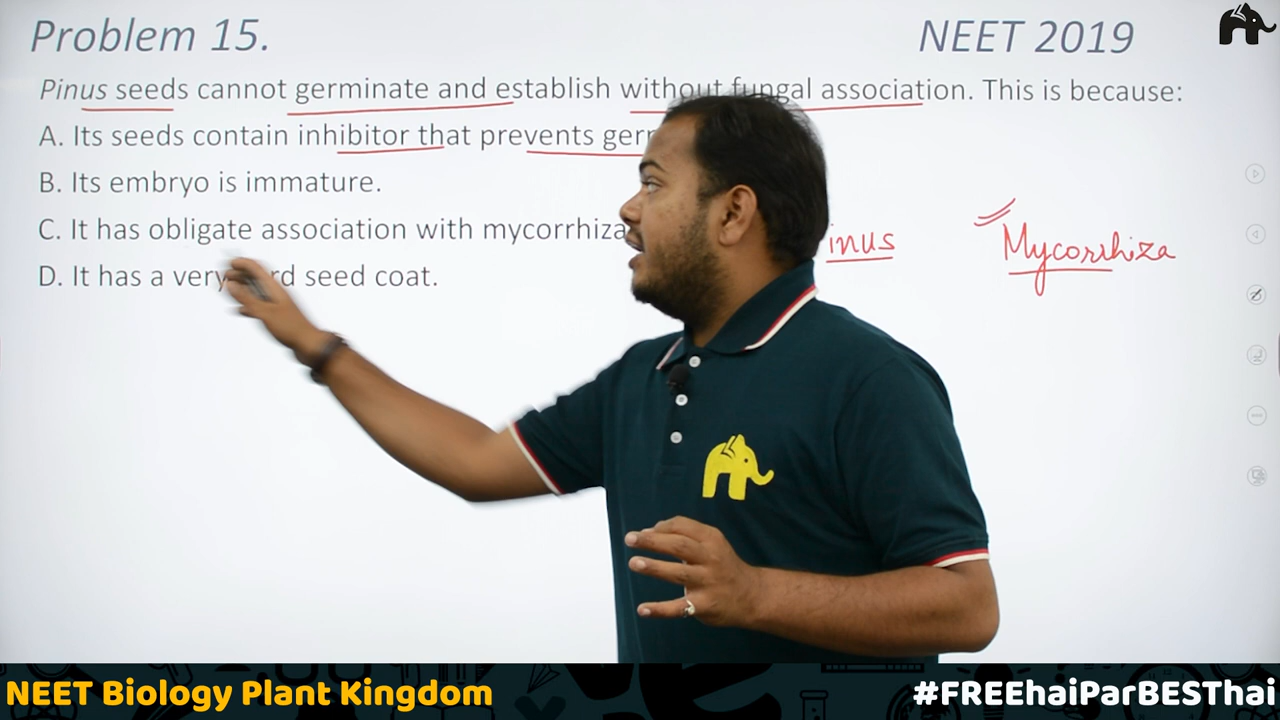 Problem 15.
NEET 2019
Pinus seeds cannot germinate and establish without fungal association. This is because:
A. Its seeds contain inhibitor that prevents
B. Its embryo is immature.
C. It has obligate association with mycorrhiza
inus
Mycorrhiza
D. It has a very seed coat.
NEET Biology Plant Kingdom
#FREEhaiParBESThai